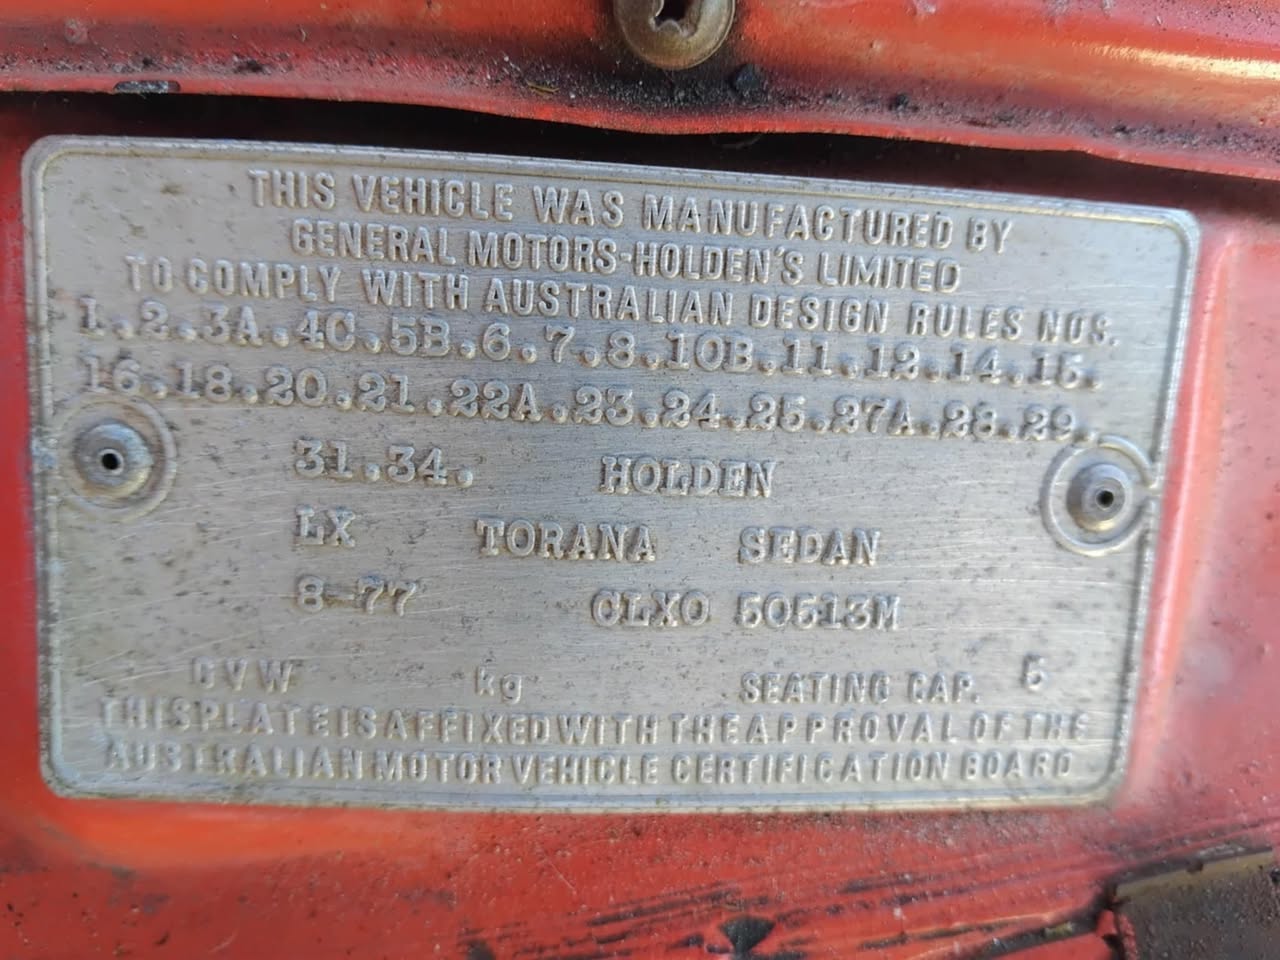 THIS VEHICLE WAS MANUFACTURED BY
GENERAL MOTORS-HOLDEN'S LIMITED
TO COMPLY WITH AUSTRALIAN DESIGN RULES NOS.
1.2.3A.4C.5B.6.7.8.10B.11.12.14.15.
16.18.20.21.22A.23.24.25.27A.28.29.
31.34. HOLDEN
LX TORANA SEDAN
8-77 CLXO 50513M
GVW kg SEATING CAP. 5
THIS PLATE IS AFFIXED WITH THE APPROVAL OF THE
AUSTRALIAN MOTOR VEHICLE CERTIFICATION BOARD